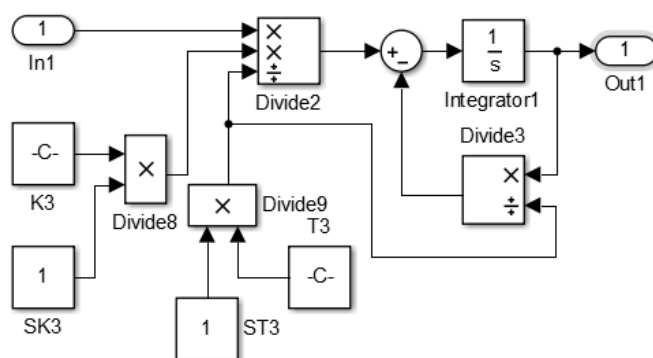 1
In1
×
×
÷
Divide2
+
−
1
s
Integrator1
1
Out1
-C-
K3
×
Divide8
×
Divide9
Divide3
×
÷
T3
-C-
1
SK3
1
ST3